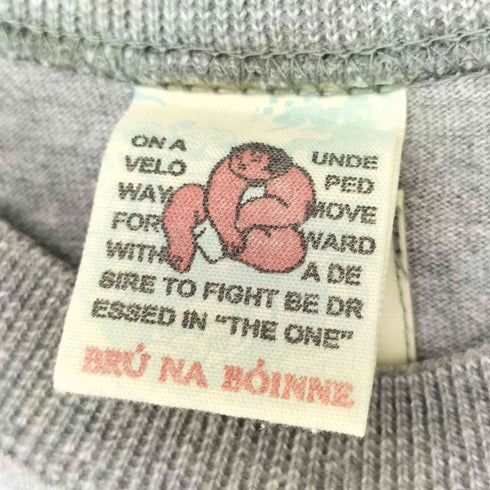 ON A UNDE
VELO PED
WAY MOVE
FOR WARD
WITH A DE
SIRE TO FIGHT BE DR
ESSED IN "THE ONE"
BRÚ NA BÓINNE